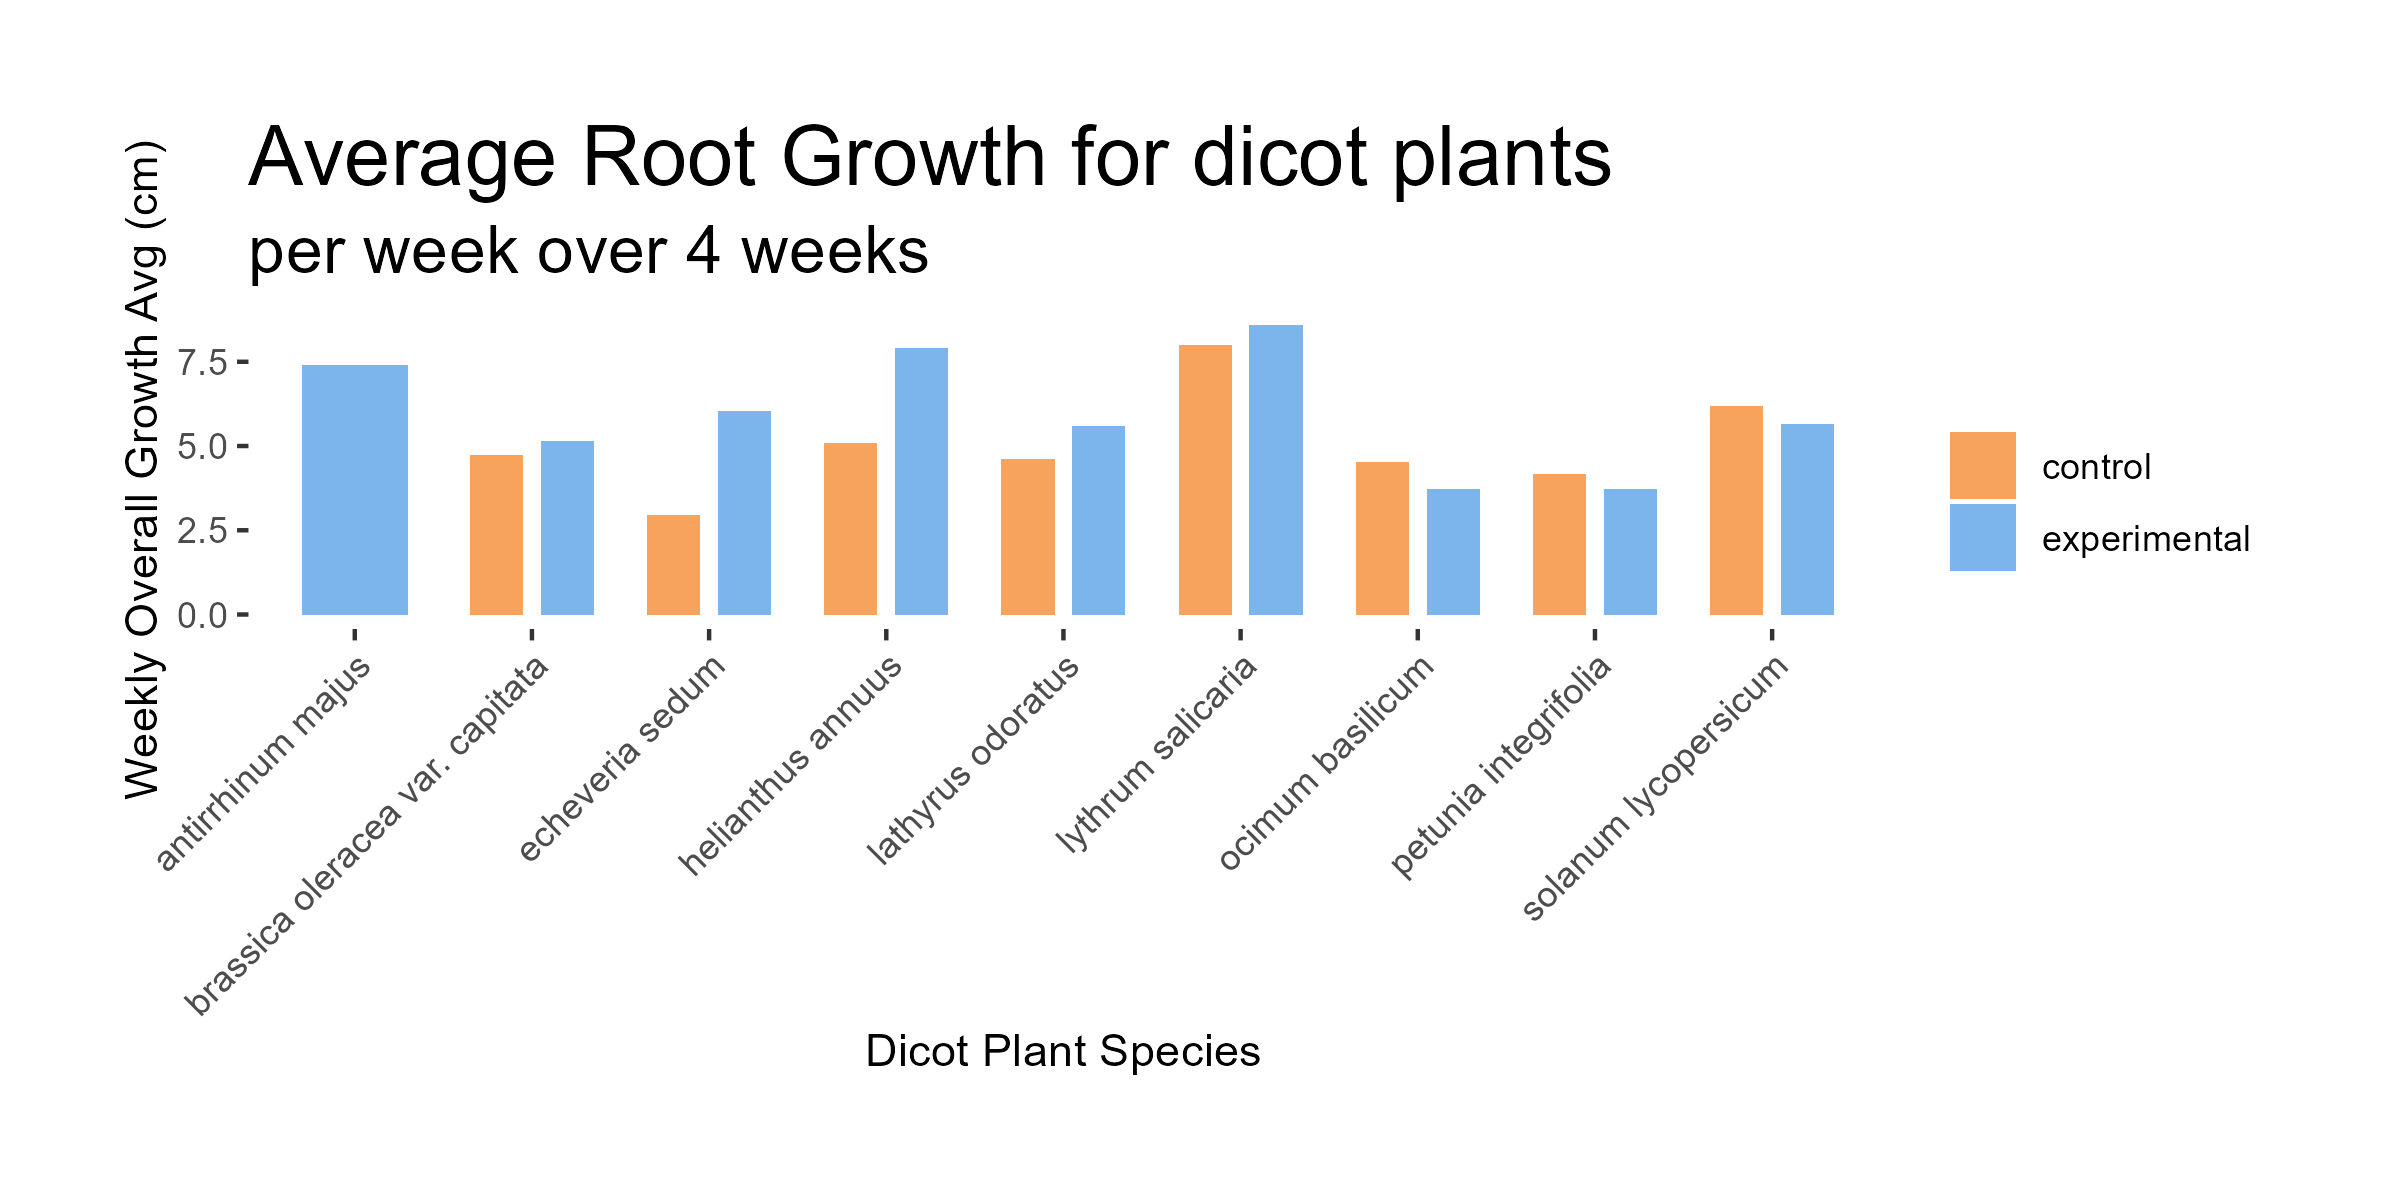 Average Root Growth for dicot plants
per week over 4 weeks
Weekly Overall Growth Avg (cm)
7.5
5.0
2.5
0.0
antirrhinum majus
brassica oleracea var. capitata
echeveria sedum
helianthus annuus
lathyrus odoratus
lythrum salicaria
ocimum basilicum
petunia integrifolia
solanum lycopersicum
Dicot Plant Species
control
experimental